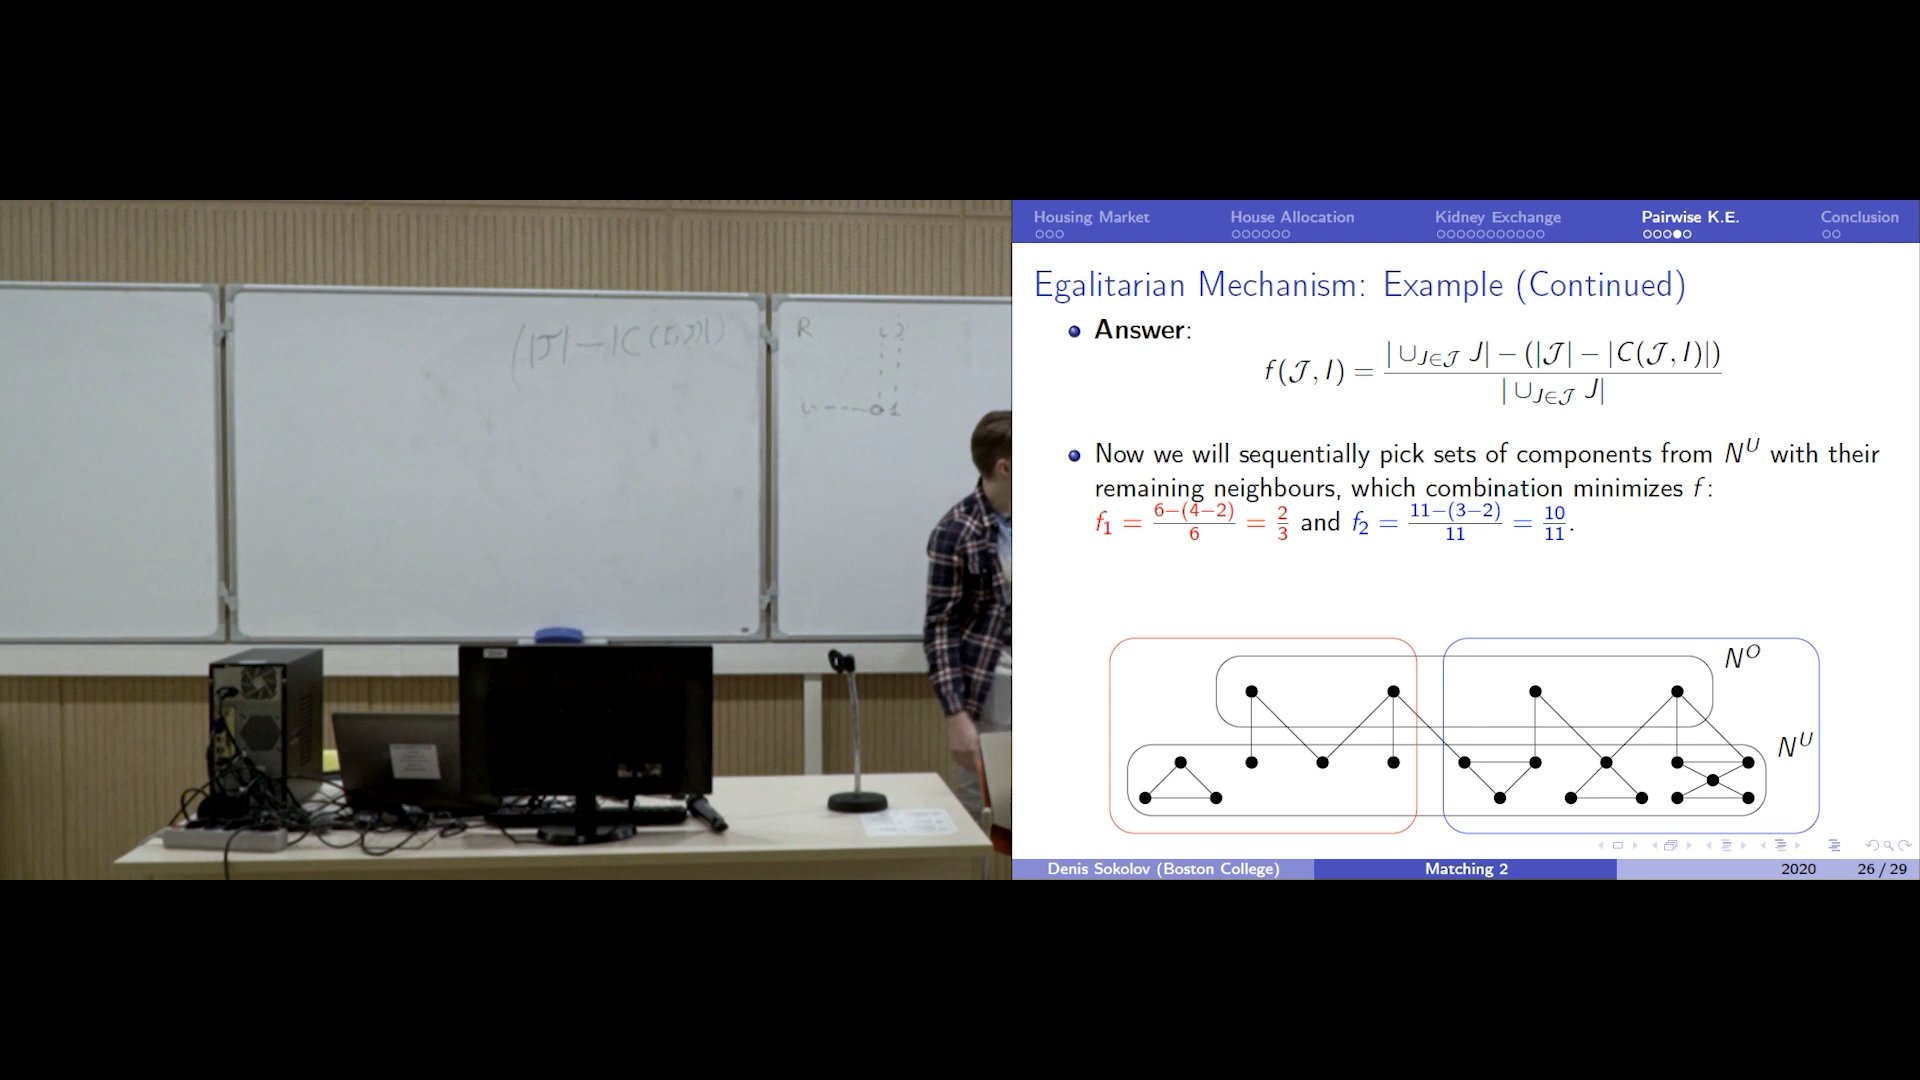 (|J| — |C(I,J)|)
R
1
Housing Market House Allocation Kidney Exchange Pairwise K.E. Conclusion
Egalitarian Mechanism: Example (Continued)
Answer:
f(𝒥, I) = (|∪_{J∈𝒥} J| − (|𝒥| − |C(𝒥, I)|)) / |∪_{J∈𝒥} J|
Now we will sequentially pick sets of components from N^U with their
remaining neighbours, which combination minimizes f:
f₁ = (6−(4−2))/6 = 2/3 and f₂ = (11−(3−2))/11 = 10/11.
N^O
N^U
Denis Sokolov (Boston College) Matching 2 2020 26 / 29